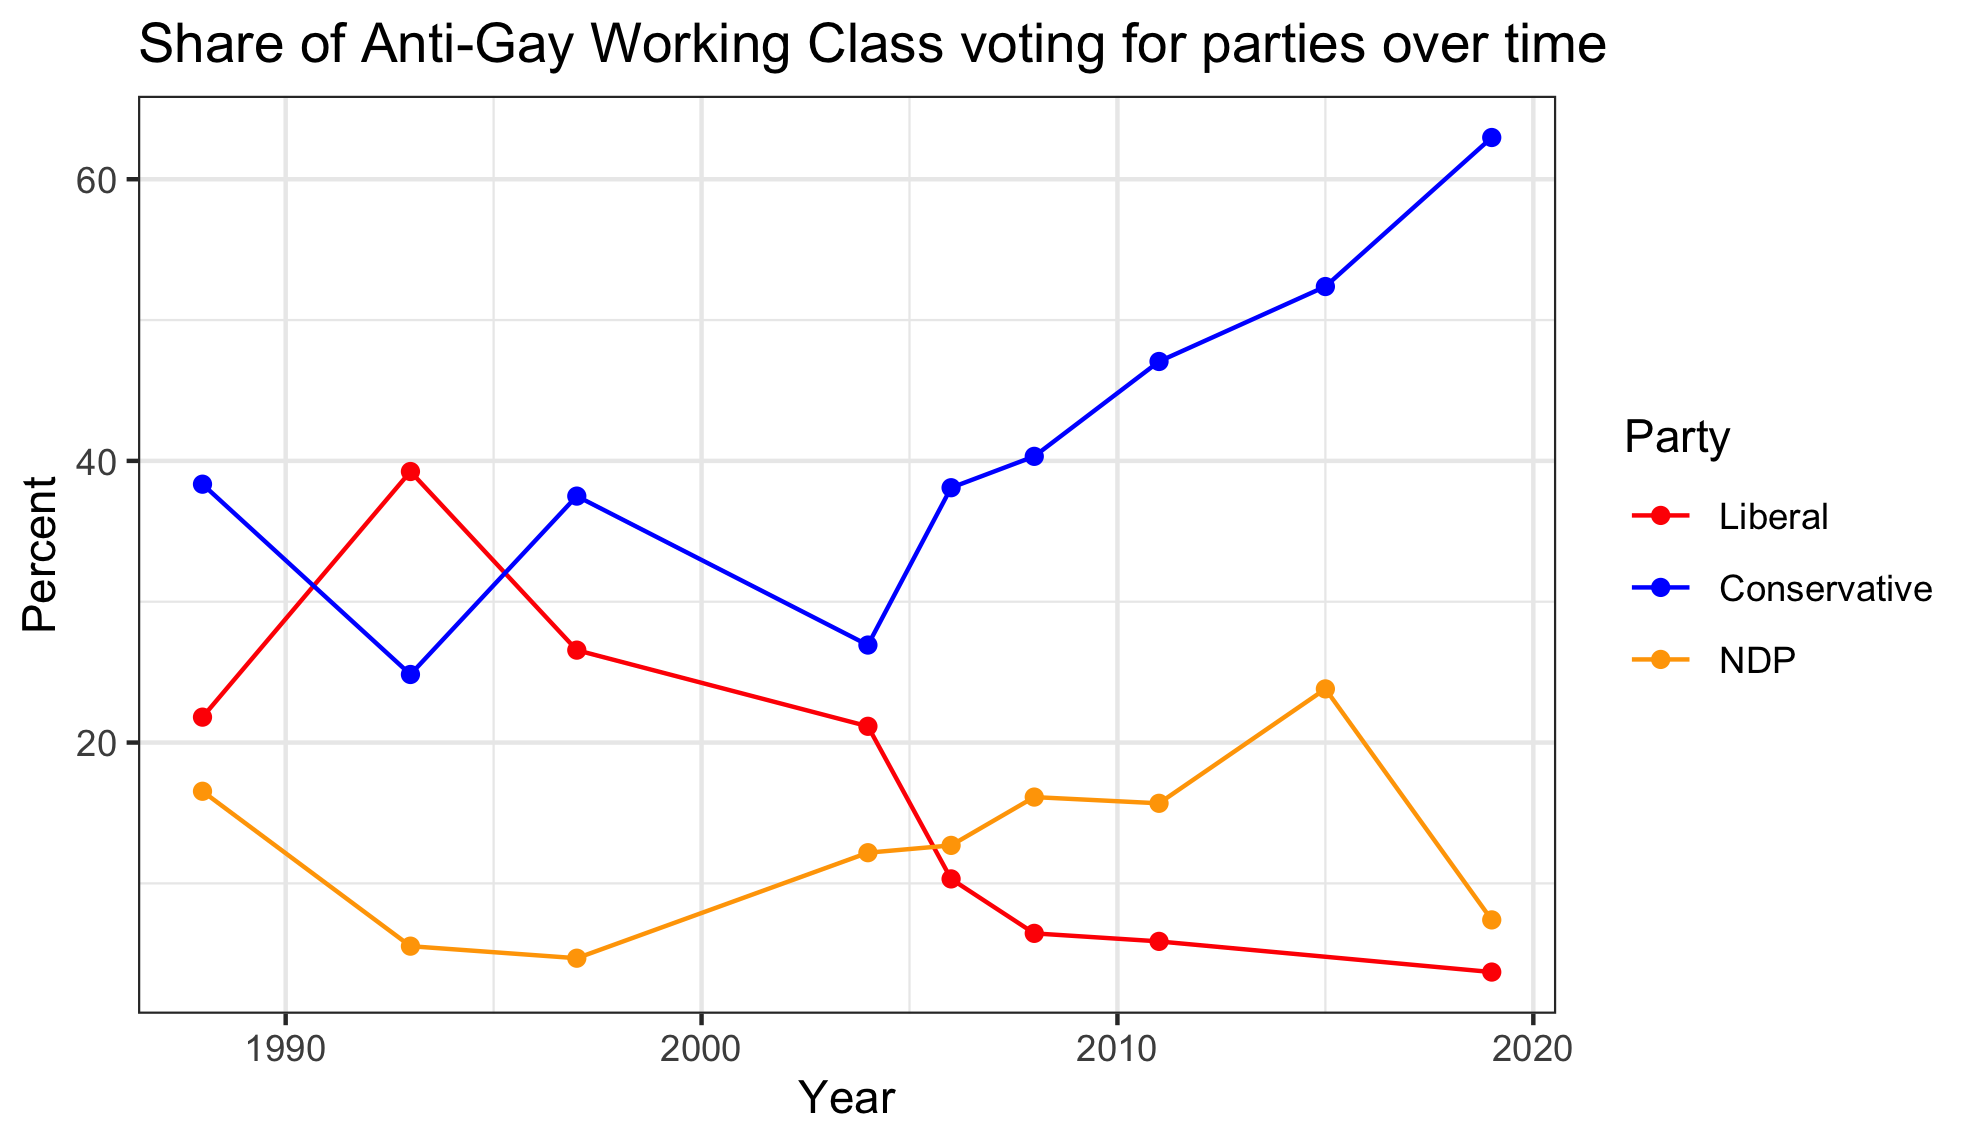 Share of Anti-Gay Working Class voting for parties over time
60
40
20
Percent
1990
2000
2010
2020
Year
Party
Liberal
Conservative
NDP